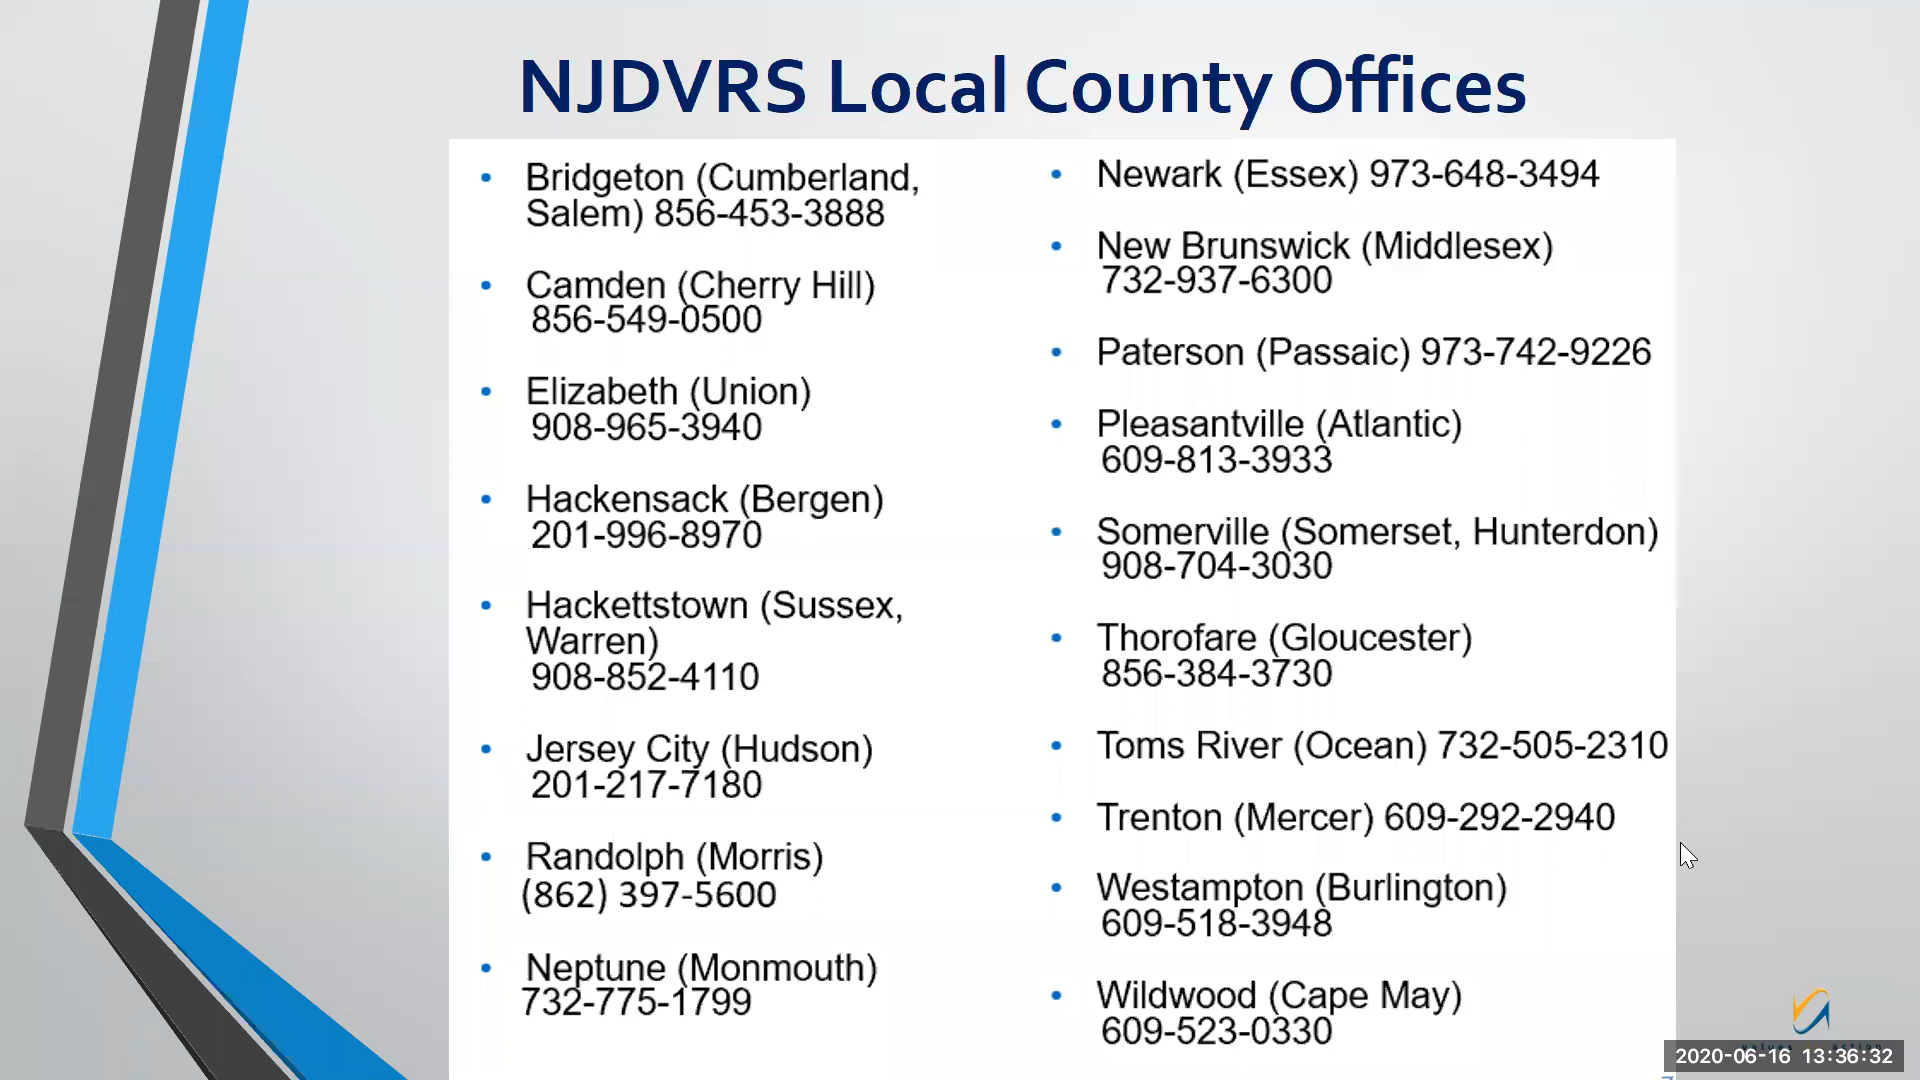 NJDVRS Local County Offices
Bridgeton (Cumberland,
Salem) 856-453-3888
Camden (Cherry Hill)
856-549-0500
Elizabeth (Union)
908-965-3940
Hackensack (Bergen)
201-996-8970
Hackettstown (Sussex,
Warren)
908-852-4110
Jersey City (Hudson)
201-217-7180
Randolph (Morris)
(862) 397-5600
Neptune (Monmouth)
732-775-1799
Newark (Essex) 973-648-3494
New Brunswick (Middlesex)
732-937-6300
Paterson (Passaic) 973-742-9226
Pleasantville (Atlantic)
609-813-3933
Somerville (Somerset, Hunterdon)
908-704-3030
Thorofare (Gloucester)
856-384-3730
Toms River (Ocean) 732-505-2310
Trenton (Mercer) 609-292-2940
Westampton (Burlington)
609-518-3948
Wildwood (Cape May)
609-523-0330
2020-06-16 13:36:32